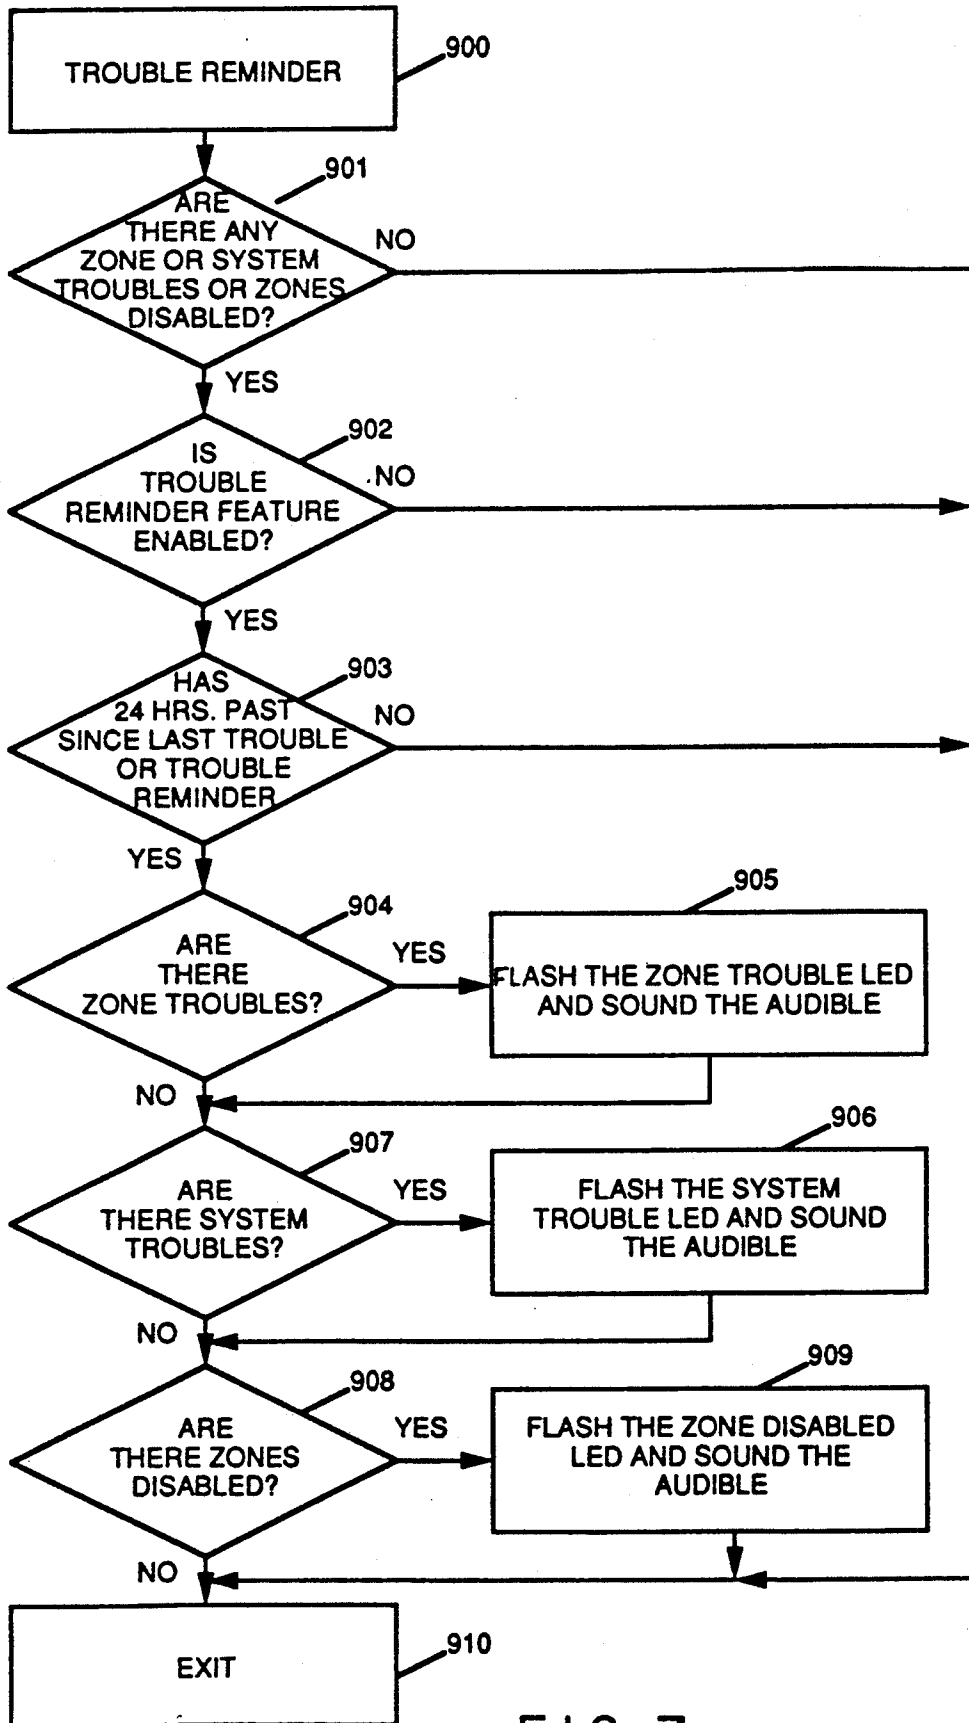 TROUBLE REMINDER
900
901
ARE
THERE ANY
ZONE OR SYSTEM
TROUBLES OR ZONES
DISABLED?
NO
YES
902
IS
TROUBLE
REMINDER FEATURE
ENABLED?
NO
YES
903
HAS
24 HRS. PAST
SINCE LAST TROUBLE
OR TROUBLE
REMINDER
NO
YES
904
ARE
THERE
ZONE TROUBLES?
YES
905
FLASH THE ZONE TROUBLE LED
AND SOUND THE AUDIBLE
NO
907
ARE
THERE SYSTEM
TROUBLES?
YES
906
FLASH THE SYSTEM
TROUBLE LED AND SOUND
THE AUDIBLE
NO
908
ARE
THERE ZONES
DISABLED?
YES
909
FLASH THE ZONE DISABLED
LED AND SOUND THE
AUDIBLE
NO
EXIT
910